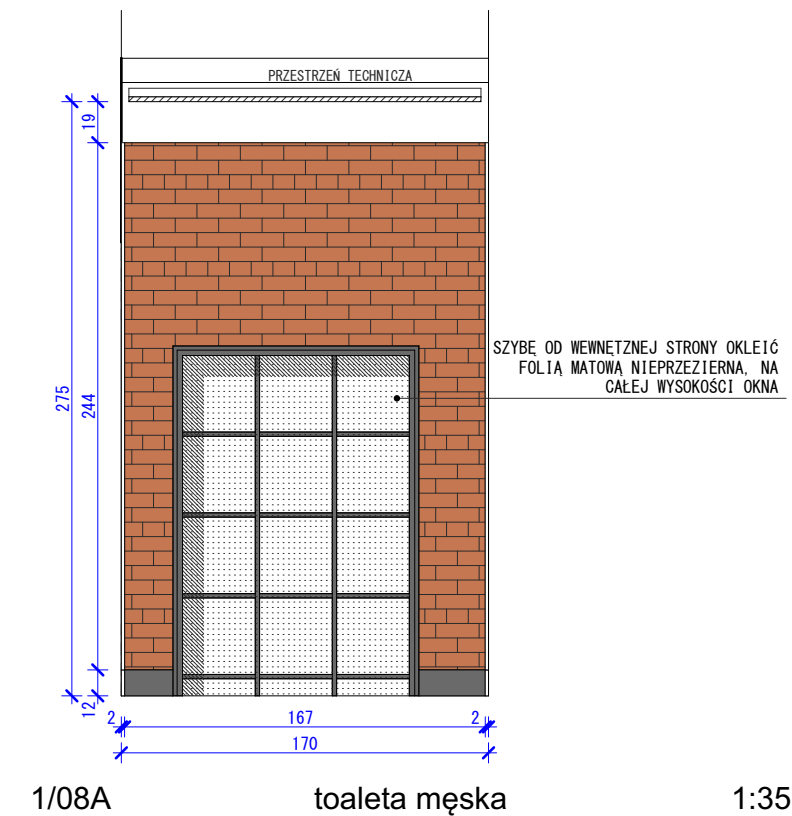 PRZESTRZEŃ TECHNICZA
19
275
244
SZYBĘ OD WEWNĘTZNEJ STRONY OKLEIĆ
FOLIĄ MATOWĄ NIEPRZEZIERNA, NA
CAŁEJ WYSOKOŚCI OKNA
12
2 167 2
170
1/08A toaleta męska 1:35